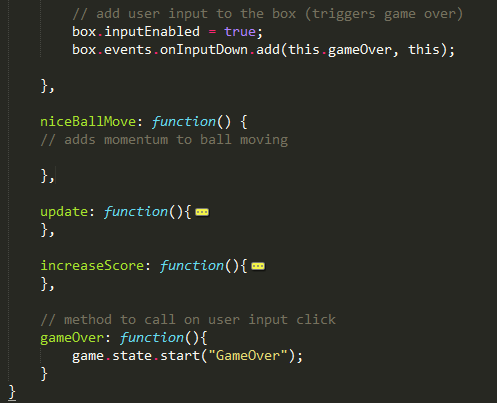 // add user input to the box (triggers game over)
box.inputEnabled = true;
box.events.onInputDown.add(this.gameOver, this);
},
niceBallMove: function() {
// adds momentum to ball moving
},
update: function(){
},
increaseScore: function(){
},
// method to call on user input click
gameOver: function(){
game.state.start("GameOver");
}
}